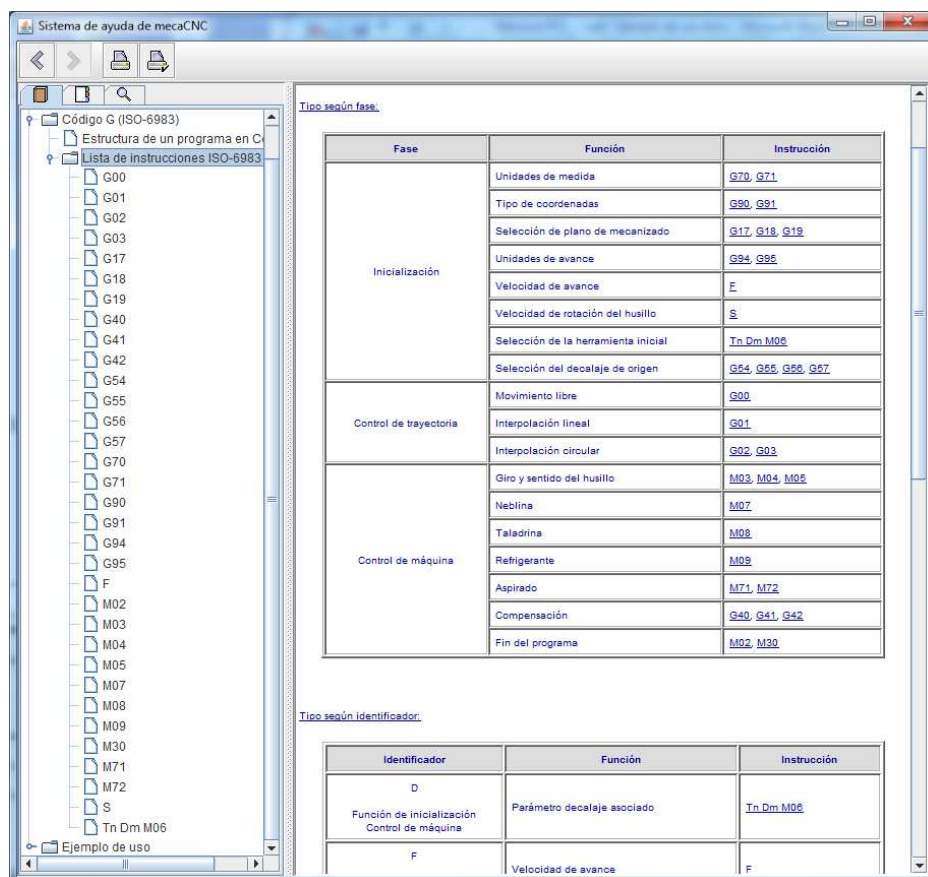 Sistema de ayuda de mecaCNC
Código G (ISO-6983)
Estructura de un programa en C
Lista de instrucciones ISO-6983
G00
G01
G02
G03
G17
G18
G19
G40
G41
G42
G54
G55
G56
G57
G70
G71
G90
G91
G94
G95
F
M02
M03
M04
M05
M07
M08
M09
M30
M71
M72
S
Tn Dm M06
Ejemplo de uso
Tipo según fase:
Fase Función Instrucción
Inicialización
Unidades de medida G70, G71
Tipo de coordenadas G90, G91
Selección de plano de mecanizado G17, G18, G19
Unidades de avance G94, G95
Velocidad de avance F
Velocidad de rotación del husillo S
Selección de la herramienta inicial Tn Dm M06
Selección del decalaje de origen G54, G55, G56, G57
Control de trayectoria
Movimiento libre G00
Interpolación lineal G01
Interpolación circular G02, G03
Control de máquina
Giro y sentido del husillo M03, M04, M05
Neblina M07
Taladrina M08
Refrigerante M09
Aspirado M71, M72
Compensación G40, G41, G42
Fin del programa M02, M30
Tipo según identificador:
Identificador Función Instrucción
D
Función de inicialización
Control de máquina
Parámetro decalaje asociado Tn Dm M06
F
Velocidad de avance F